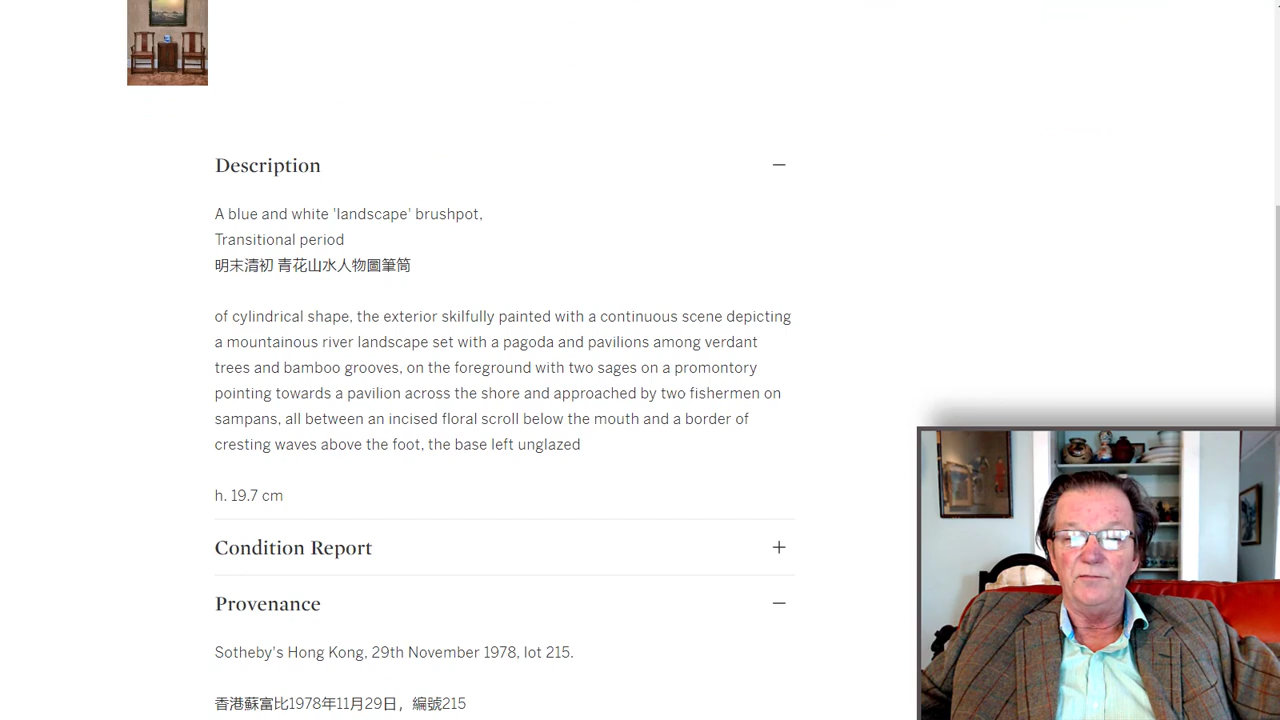 Description
A blue and white 'landscape' brushpot,
Transitional period
明末清初 青花山水人物圖筆筒
of cylindrical shape, the exterior skilfully painted with a continuous scene depicting
a mountainous river landscape set with a pagoda and pavilions among verdant
trees and bamboo grooves, on the foreground with two sages on a promontory
pointing towards a pavilion across the shore and approached by two fishermen on
sampans, all between an incised floral scroll below the mouth and a border of
cresting waves above the foot, the base left unglazed
h. 19.7 cm
Condition Report
Provenance
Sotheby's Hong Kong, 29th November 1978, lot 215.
香港蘇富比1978年11月29日，編號215